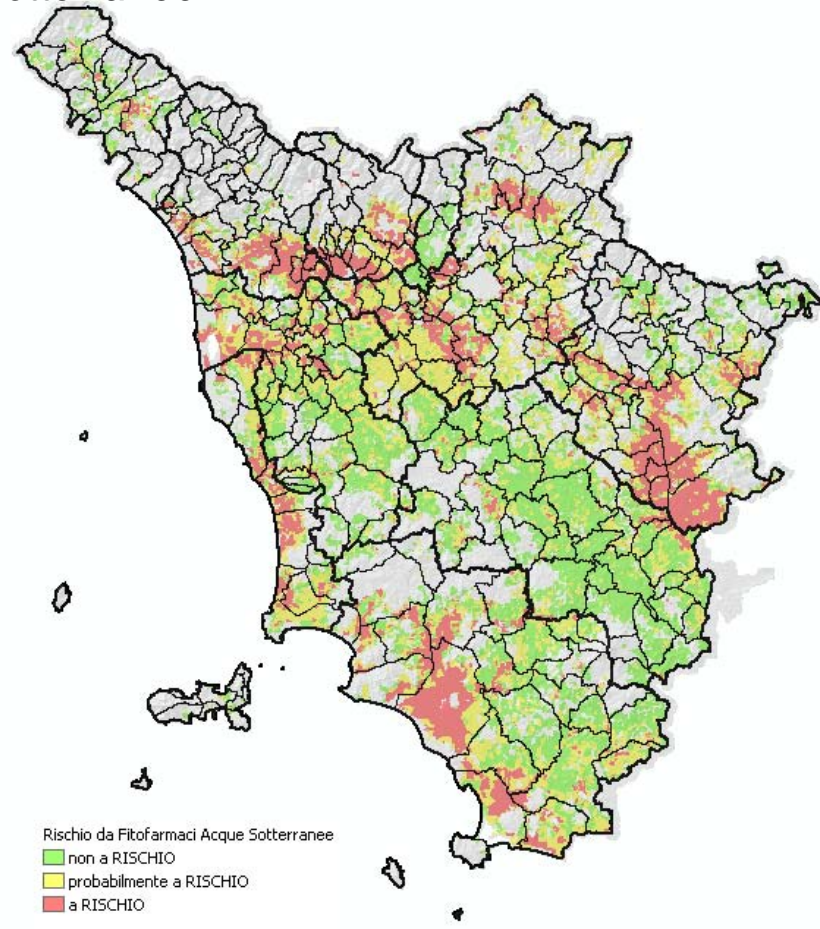 Rischio da Fitofarmaci Acque Sotterranee
non a RISCHIO
probabilmente a RISCHIO
a RISCHIO